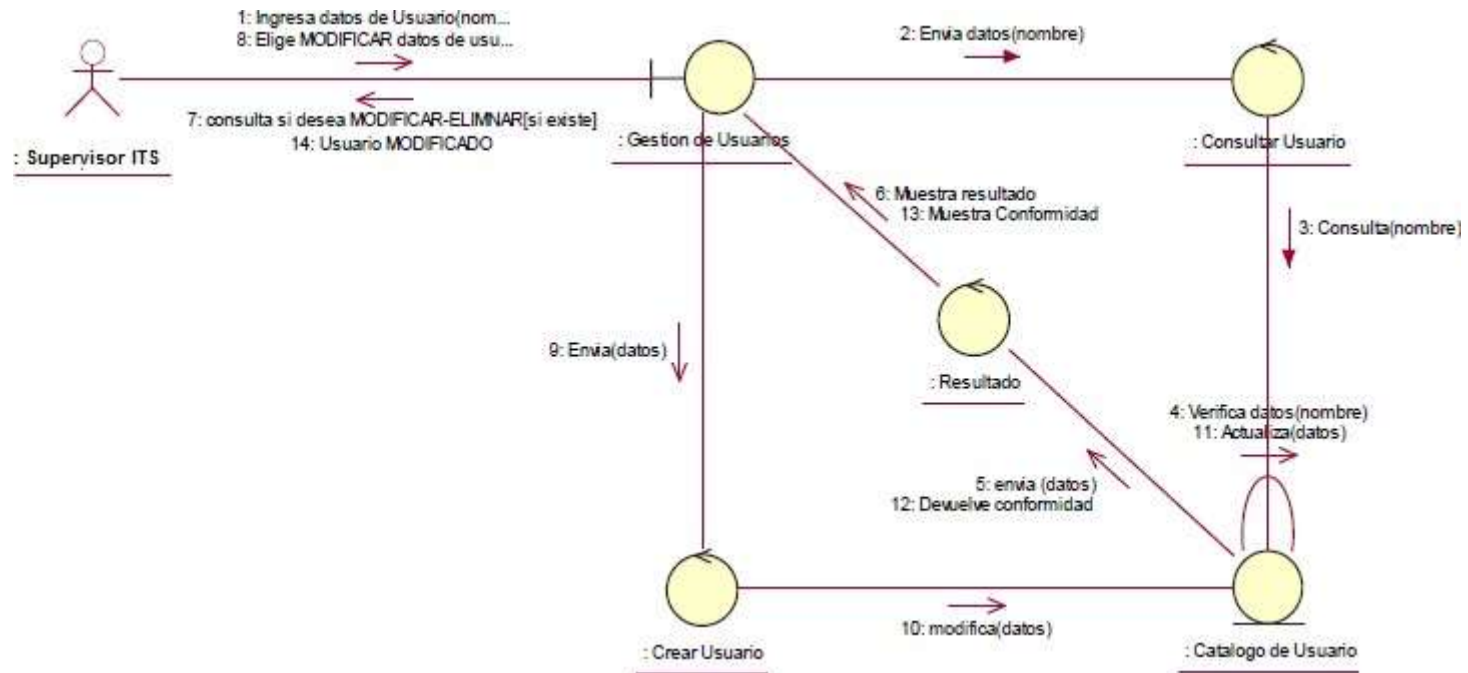 1: Ingresa datos de Usuario(nom...
8: Elige MODIFICAR datos de usu...
2: Envia datos(nombre)
7: consulta si desea MODIFICAR-ELIMNAR[si existe]
14: Usuario MODIFICADO
: Supervisor ITS
: Gestion de Usuarios
: Consultar Usuario
6: Muestra resultado
13: Muestra Conformidad
3: Consulta(nombre)
9: Envia(datos)
: Resultado
4: Verifica datos(nombre)
11: Actualiza(datos)
5: envia (datos)
12: Devuelve conformidad
10: modifica(datos)
: Crear Usuario
: Catalogo de Usuario